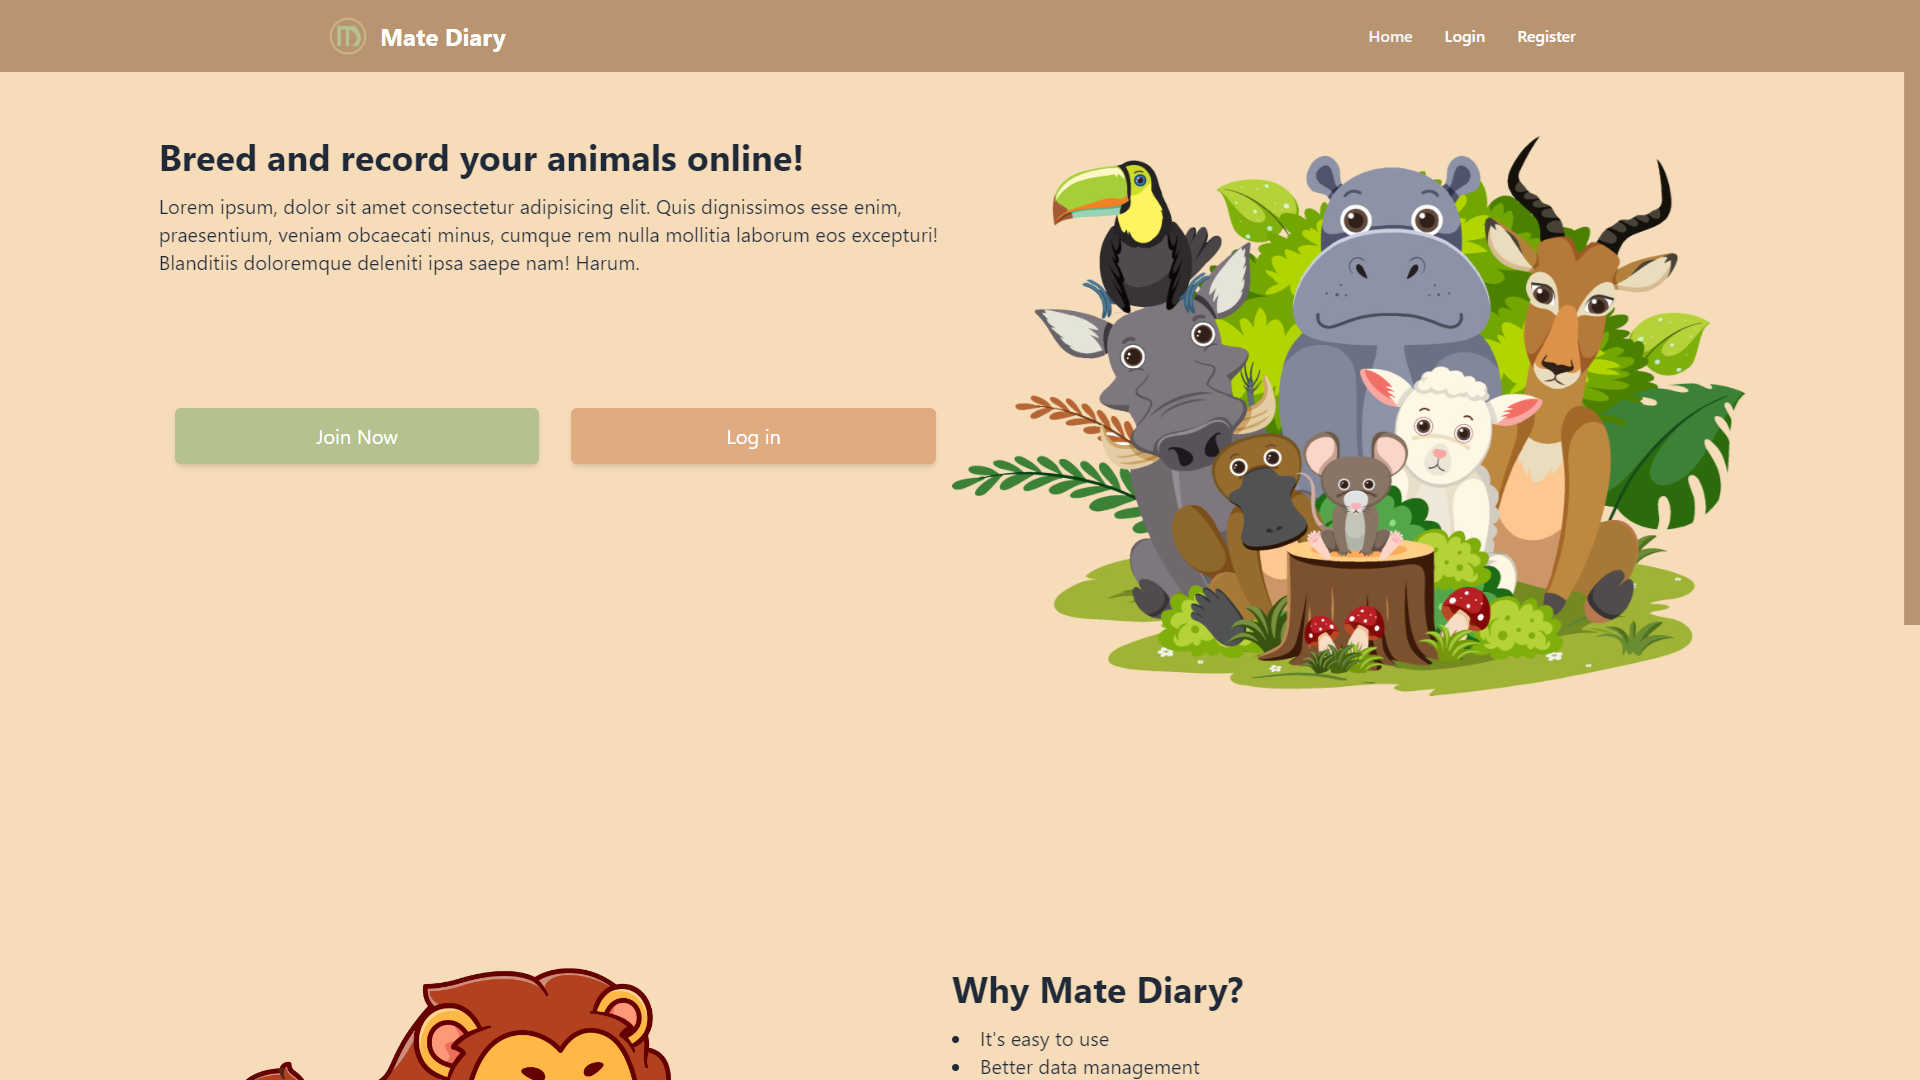 Mate Diary
Home Login Register
Breed and record your animals online!
Lorem ipsum, dolor sit amet consectetur adipisicing elit. Quis dignissimos esse enim,
praesentium, veniam obcaecati minus, cumque rem nulla mollitia laborum eos excepturi!
Blanditiis doloremque deleniti ipsa saepe nam! Harum.
Join Now
Log in
Why Mate Diary?
It's easy to use
Better data management